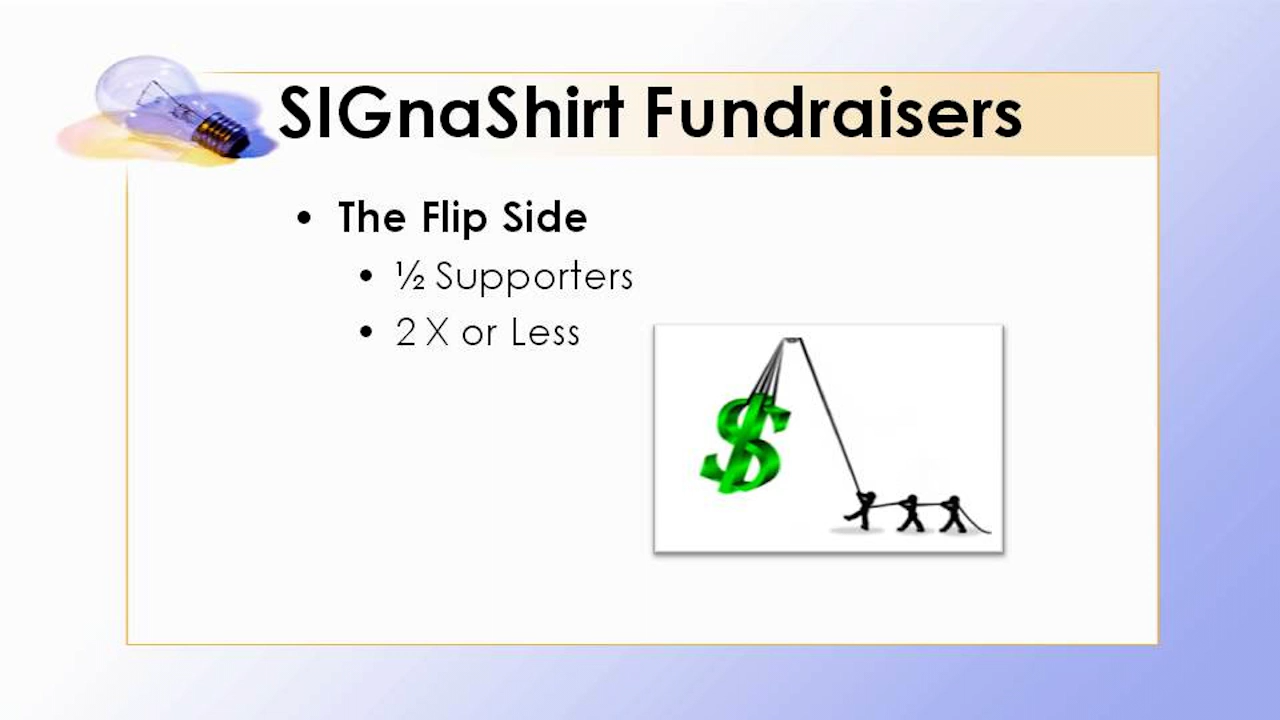 SIGnaShirt Fundraisers
• The Flip Side
• ½ Supporters
• 2 X or Less
$